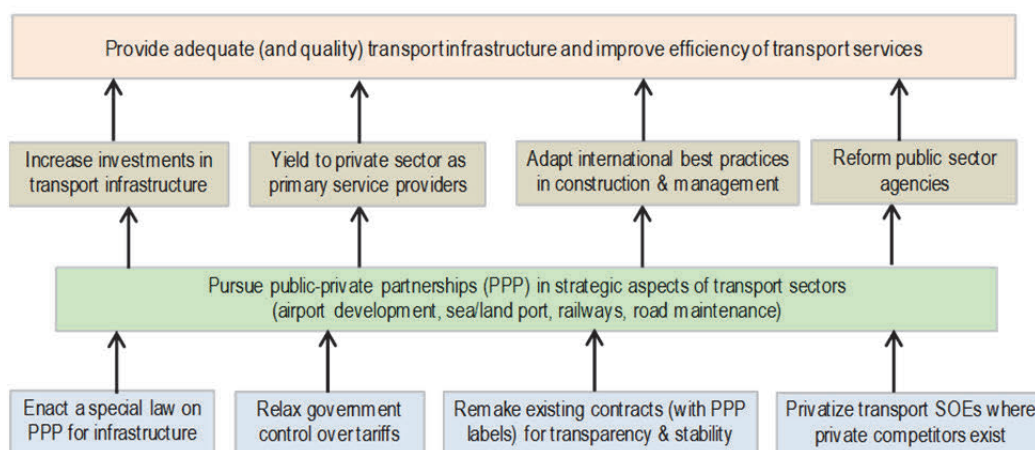 Provide adequate (and quality) transport infrastructure and improve efficiency of transport services
Increase investments in
transport infrastructure
Yield to private sector as
primary service providers
Adapt international best practices
in construction & management
Reform public sector
agencies
Pursue public-private partnerships (PPP) in strategic aspects of transport sectors
(airport development, sea/land port, railways, road maintenance)
Enact a special law on
PPP for infrastructure
Relax government
control over tariffs
Remake existing contracts (with PPP
labels) for transparency & stability
Privatize transport SOEs where
private competitors exist